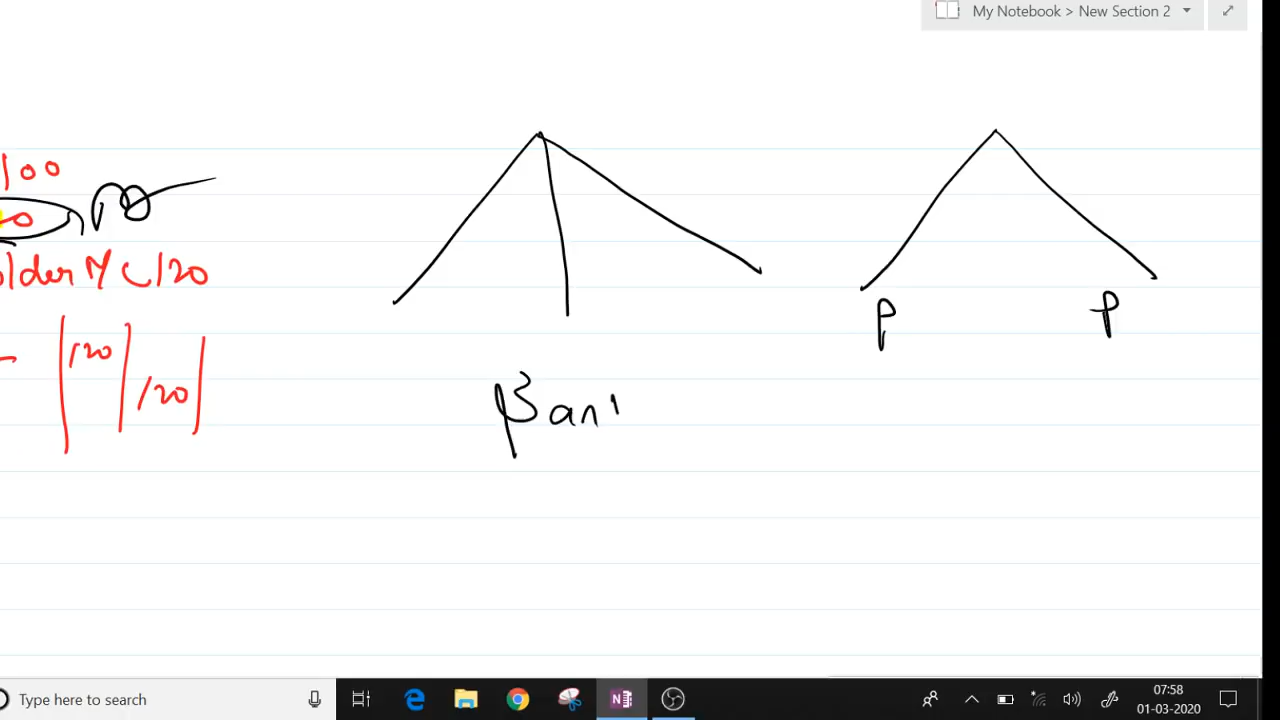 My Notebook > New Section 2
100
older A/C 120
120
120
P P
Ban
Type here to search
07:58
01-03-2020